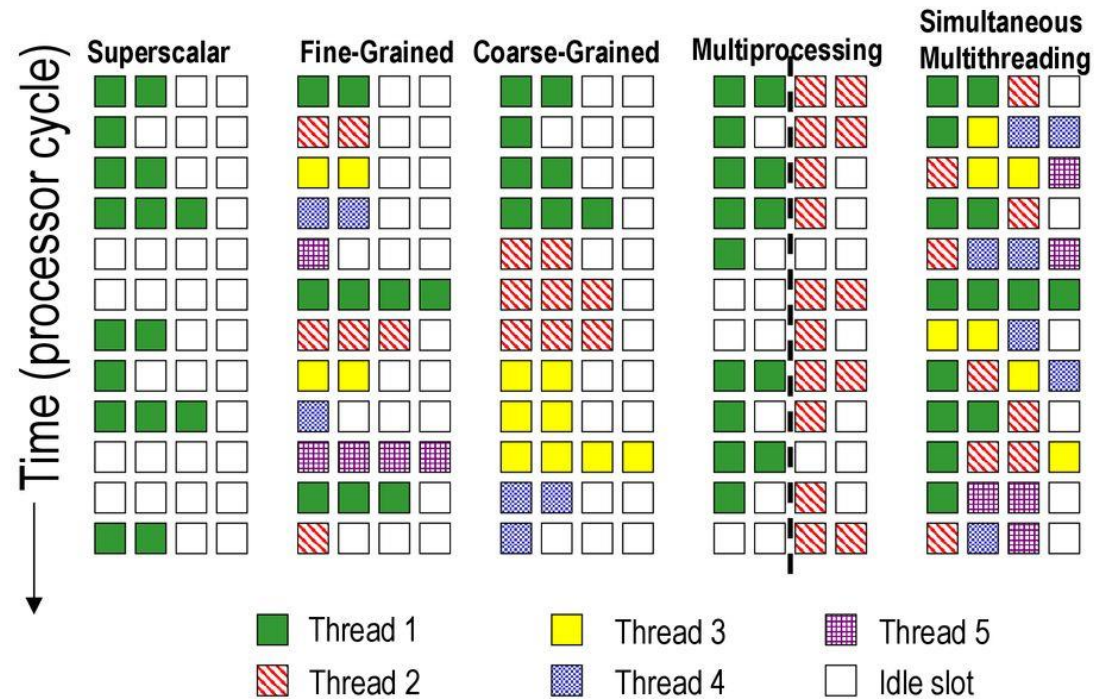 Superscalar
Fine-Grained
Coarse-Grained
Multiprocessing
Simultaneous
Multithreading
Time (processor cycle)
Thread 1
Thread 3
Thread 5
Thread 2
Thread 4
Idle slot